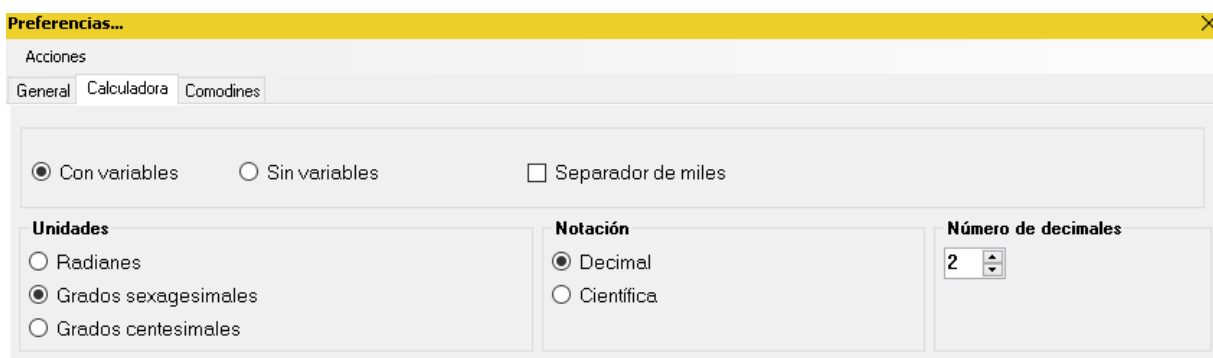 Preferencias...
Acciones
General Calculadora Comodines
Con variables Sin variables Separador de miles
Unidades Notación Número de decimales
Radianes Decimal 2
Grados sexagesimales Científica
Grados centesimales